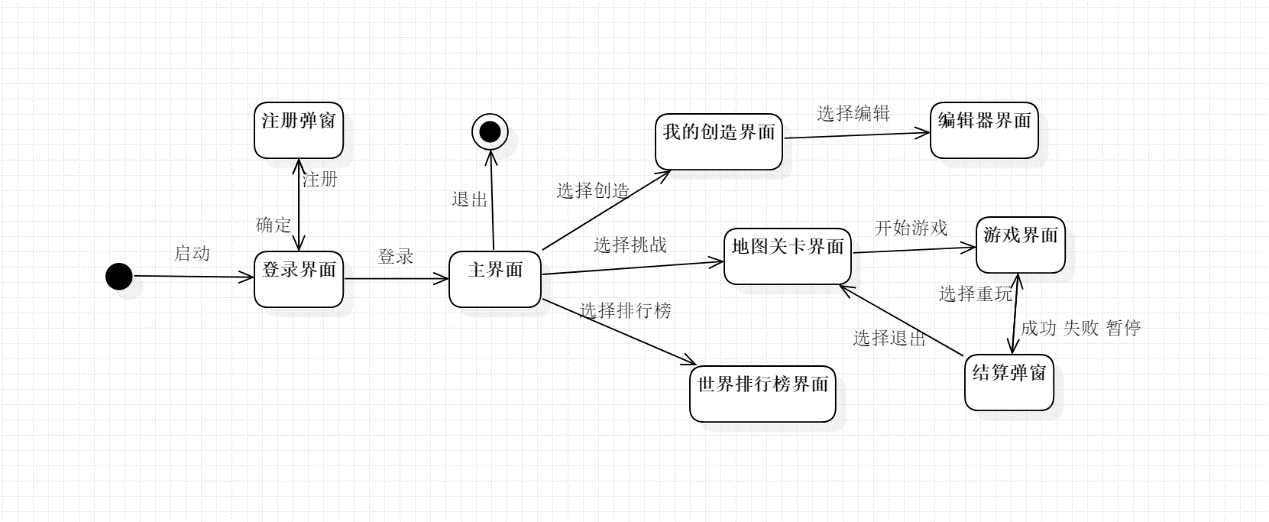 注册弹窗
我的创造界面
选择编辑
编辑器界面
注册
退出
选择创造
确定
启动
登录界面
登录
主界面
选择挑战
地图关卡界面
开始游戏
游戏界面
选择排行榜
选择重玩
成功 失败 暂停
选择退出
世界排行榜界面
结算弹窗